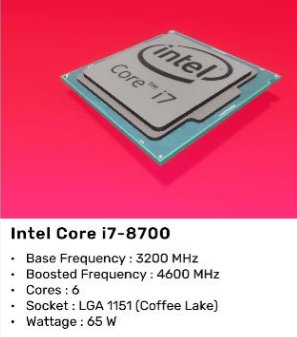 intel
Core™ i7
Intel Core i7-8700
• Base Frequency : 3200 MHz
• Boosted Frequency : 4600 MHz
• Cores : 6
• Socket : LGA 1151 (Coffee Lake)
• Wattage : 65 W